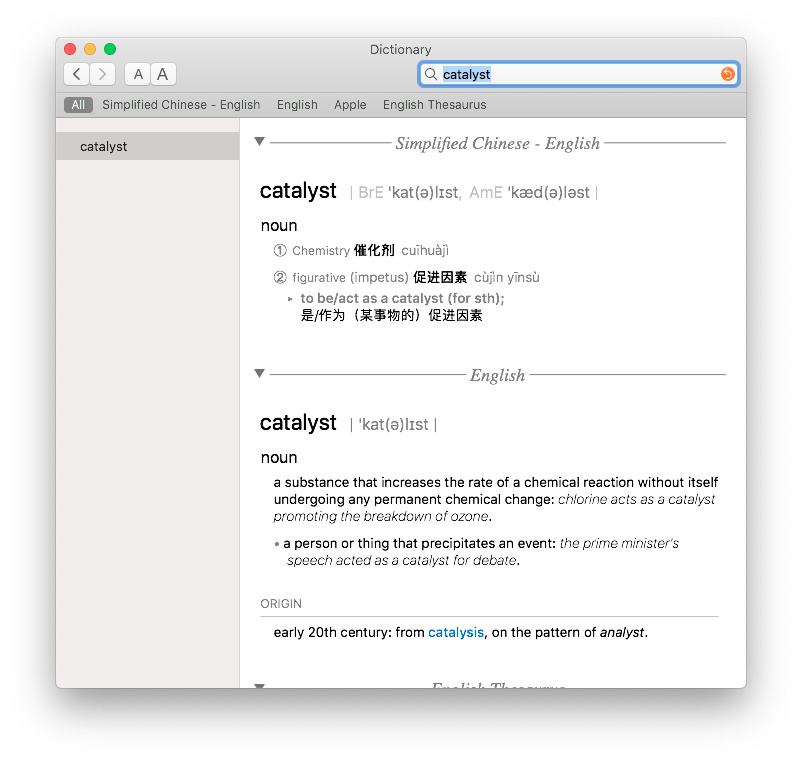 Dictionary
A A
catalyst
All Simplified Chinese - English English Apple English Thesaurus
catalyst
Simplified Chinese - English
catalyst | BrE 'kat(ə)lɪst, AmE 'kæd(ə)ləst |
noun
① Chemistry 催化剂 cuīhuàjì
② figurative (impetus) 促进因素 cùjìn yīnsù
▸ to be/act as a catalyst (for sth);
是/作为（某事物的）促进因素
English
catalyst | 'kat(ə)lɪst |
noun
a substance that increases the rate of a chemical reaction without itself
undergoing any permanent chemical change: chlorine acts as a catalyst
promoting the breakdown of ozone.
• a person or thing that precipitates an event: the prime minister's
speech acted as a catalyst for debate.
ORIGIN
early 20th century: from catalysis, on the pattern of analyst.
English Thesaurus